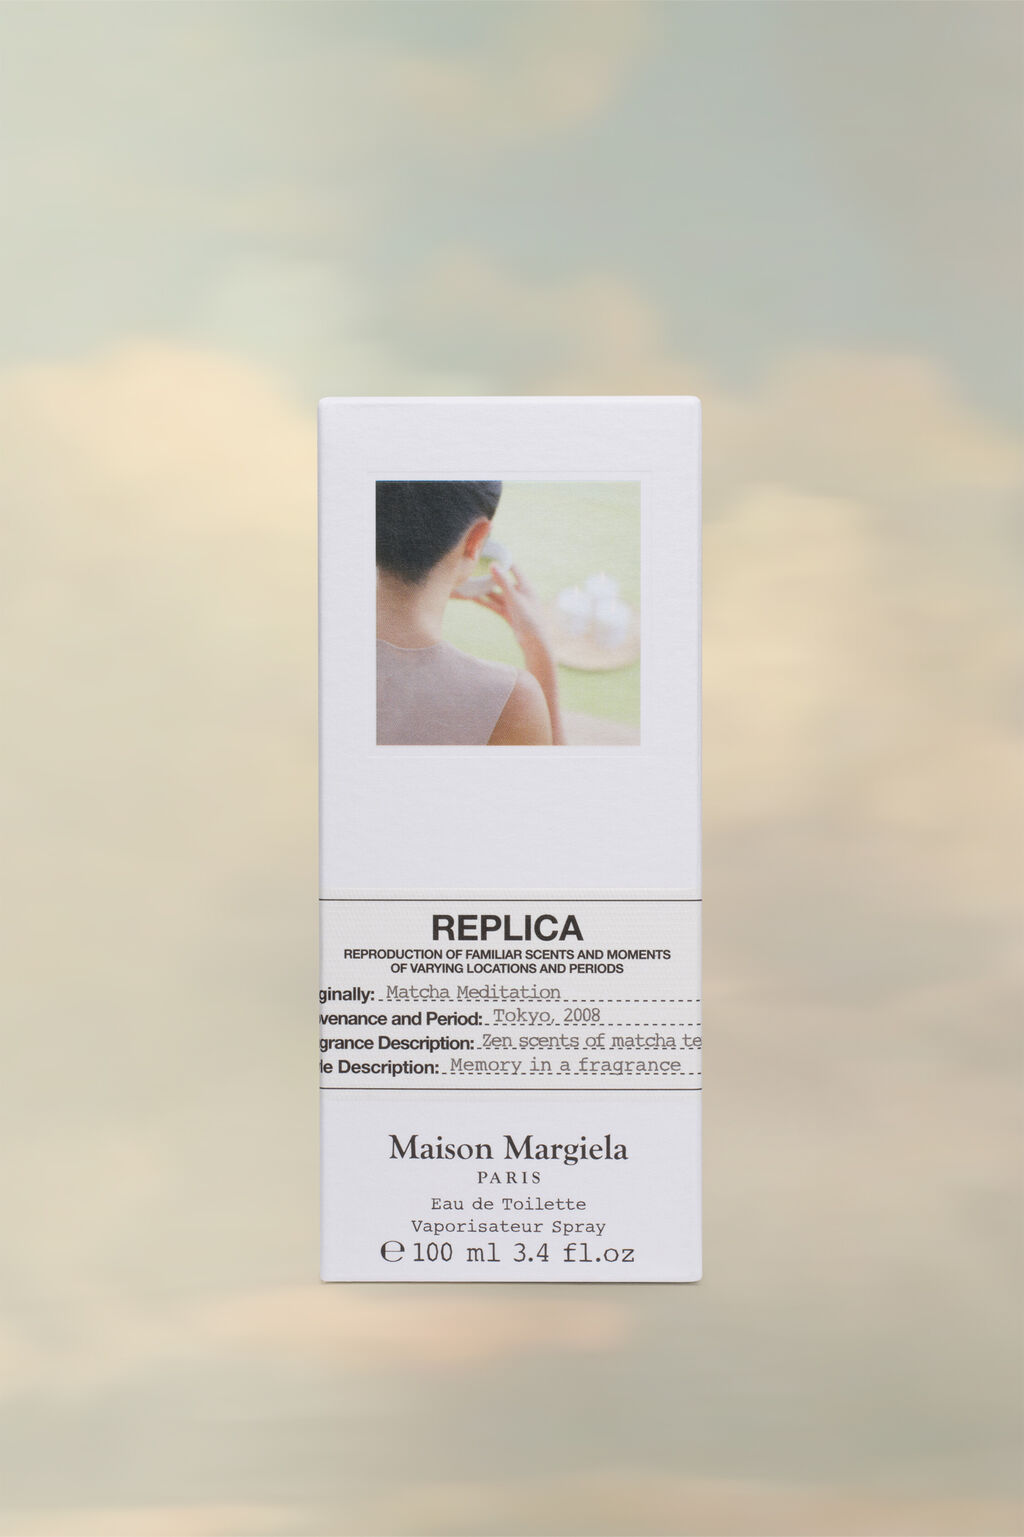 REPLICA
REPRODUCTION OF FAMILIAR SCENTS AND MOMENTS
OF VARYING LOCATIONS AND PERIODS
ginally: Matcha Meditation
venance and Period: Tokyo, 2008
grance Description: Zen scents of matcha te
le Description: Memory in a fragrance
Maison Margiela
PARIS
Eau de Toilette
Vaporisateur Spray
℮ 100 ml 3.4 fl.oz